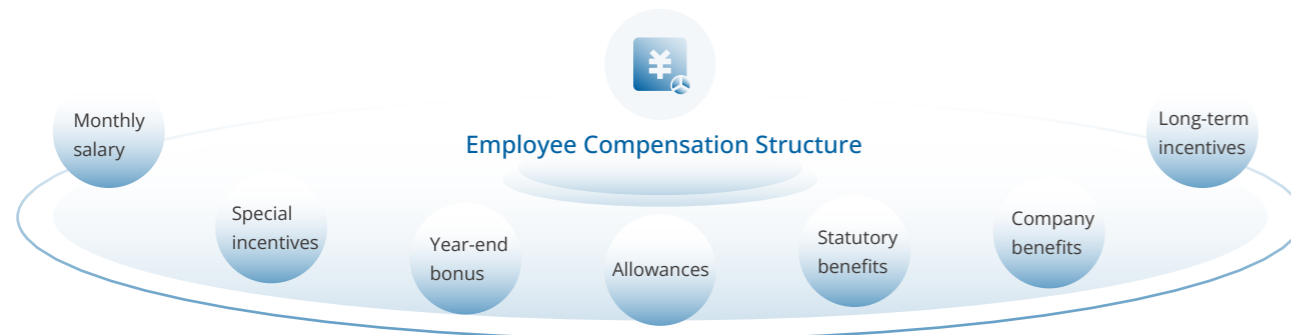 ¥
Employee Compensation Structure
Monthly
salary
Special
incentives
Year-end
bonus
Allowances
Statutory
benefits
Company
benefits
Long-term
incentives